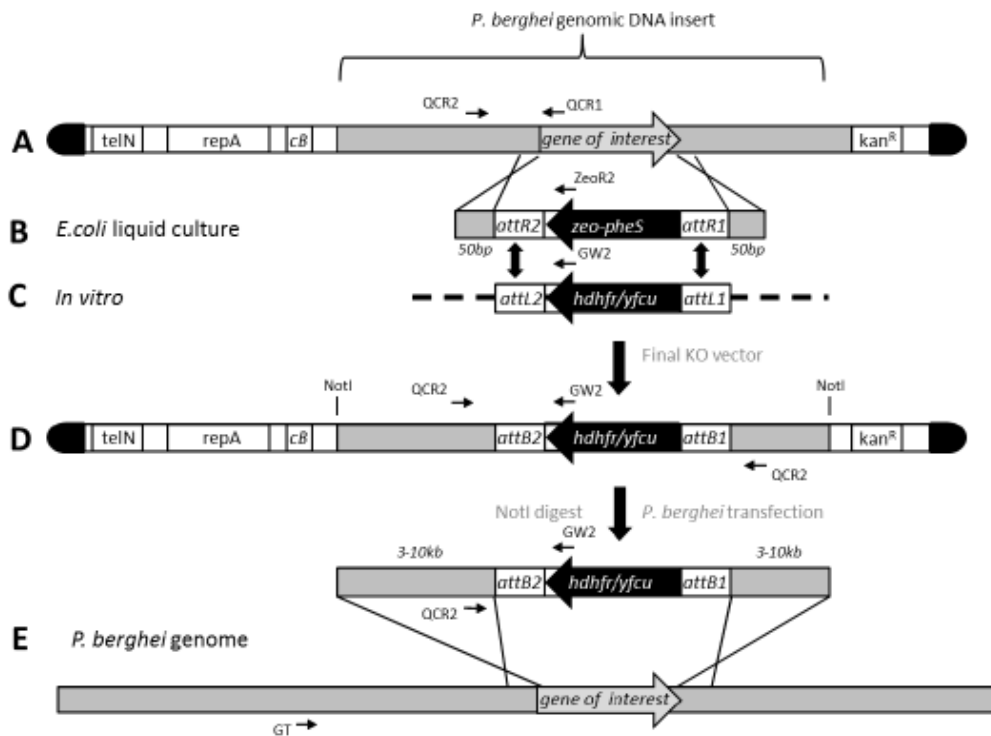 P. berghei genomic DNA insert
QCR2
QCR1
A
telN
repA
cB
gene of interest
kanR
ZeoR2
B
E.coli liquid culture
attR2
zeo-pheS
attR1
50bp
50bp
GW2
C
In vitro
attL2
hdhfr/yfcu
attL1
Final KO vector
NotI
QCR2
GW2
NotI
D
telN
repA
cB
attB2
hdhfr/yfcu
attB1
kanR
QCR2
NotI digest
P. berghei transfection
GW2
3-10kb
3-10kb
attB2
hdhfr/yfcu
attB1
QCR2
E
P. berghei genome
gene of interest
GT